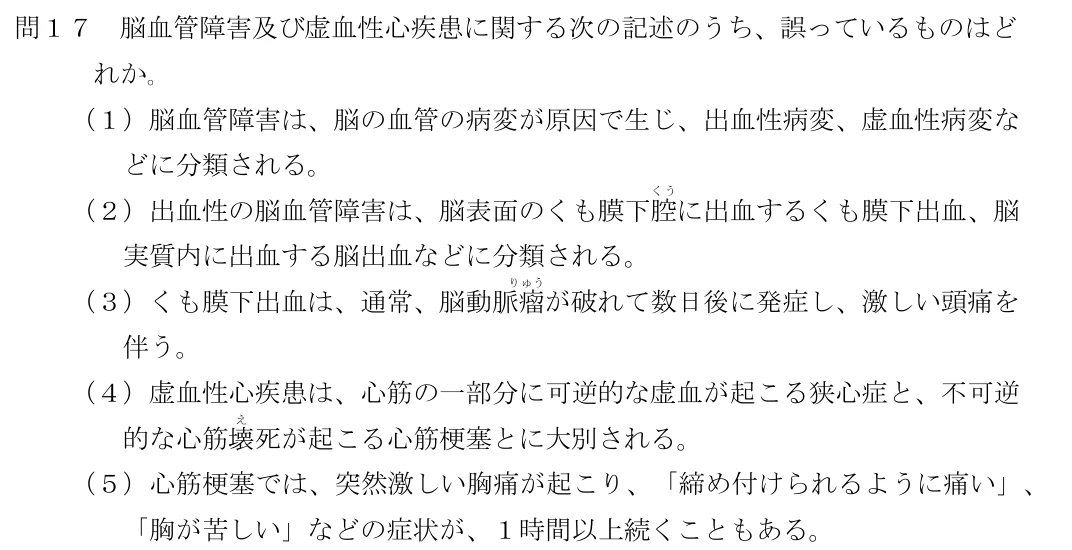 問１７　脳血管障害及び虚血性心疾患に関する次の記述のうち、誤っているものはど
れか。
（１）脳血管障害は、脳の血管の病変が原因で生じ、出血性病変、虚血性病変な
どに分類される。
くう
（２）出血性の脳血管障害は、脳表面のくも膜下腔に出血するくも膜下出血、脳
実質内に出血する脳出血などに分類される。
りゅう
（３）くも膜下出血は、通常、脳動脈瘤が破れて数日後に発症し、激しい頭痛を
伴う。
（４）虚血性心疾患は、心筋の一部分に可逆的な虚血が起こる狭心症と、不可逆
え
的な心筋壊死が起こる心筋梗塞とに大別される。
（５）心筋梗塞では、突然激しい胸痛が起こり、「締め付けられるように痛い」、
「胸が苦しい」などの症状が、１時間以上続くこともある。